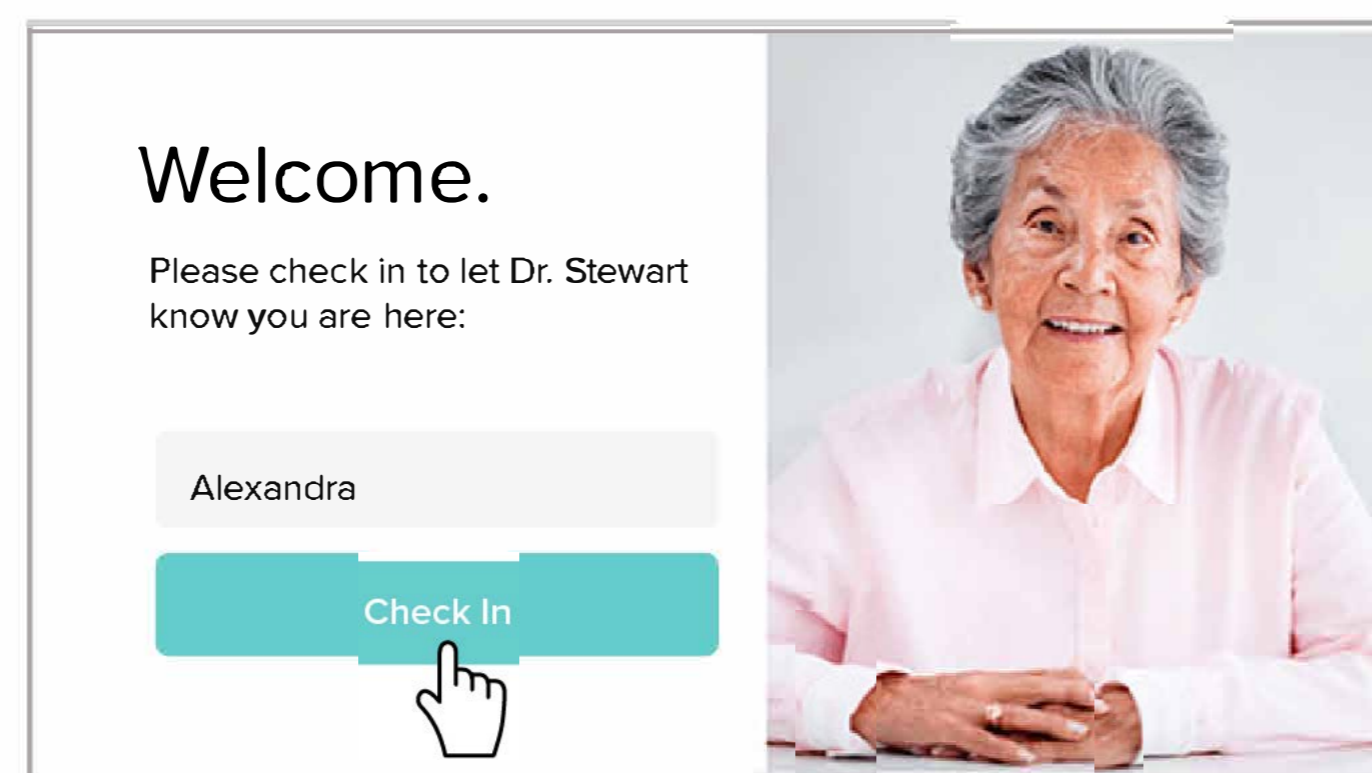 Welcome.
Please check in to let Dr. Stewart
know you are here:
Alexandra
Check In